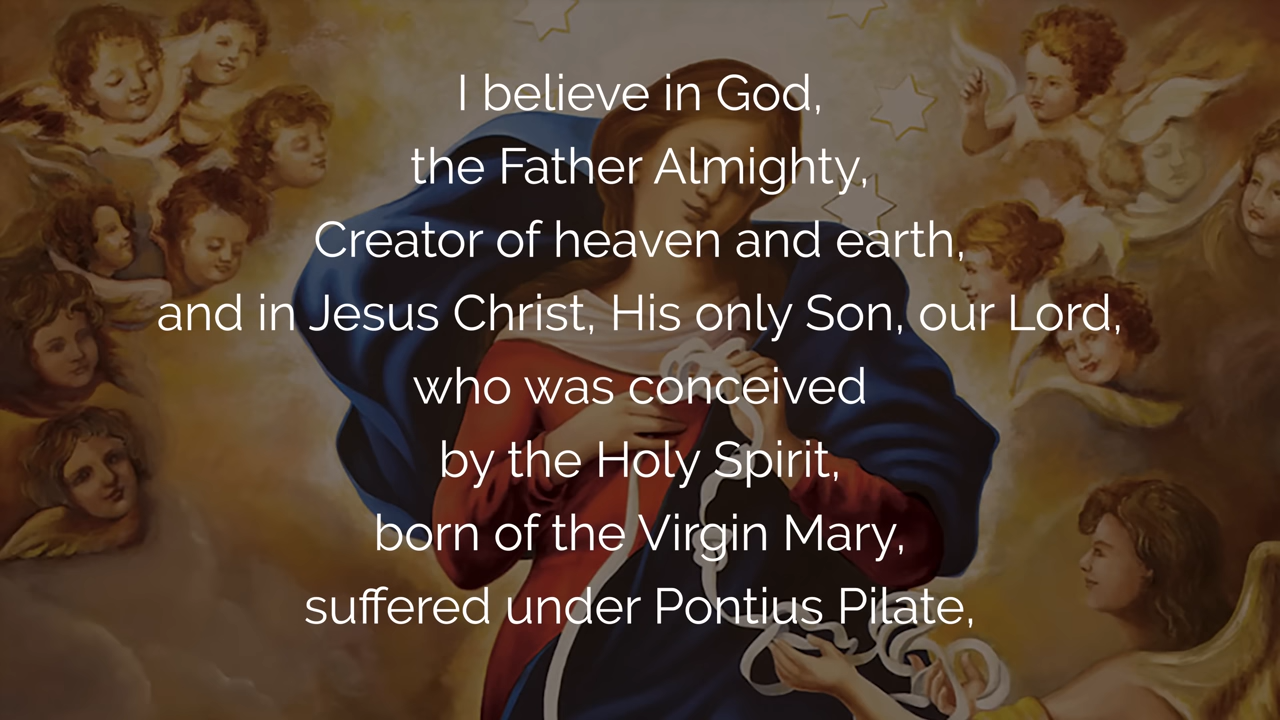 I believe in God,
the Father Almighty,
Creator of heaven and earth,
and in Jesus Christ, His only Son, our Lord,
who was conceived
by the Holy Spirit,
born of the Virgin Mary,
suffered under Pontius Pilate,